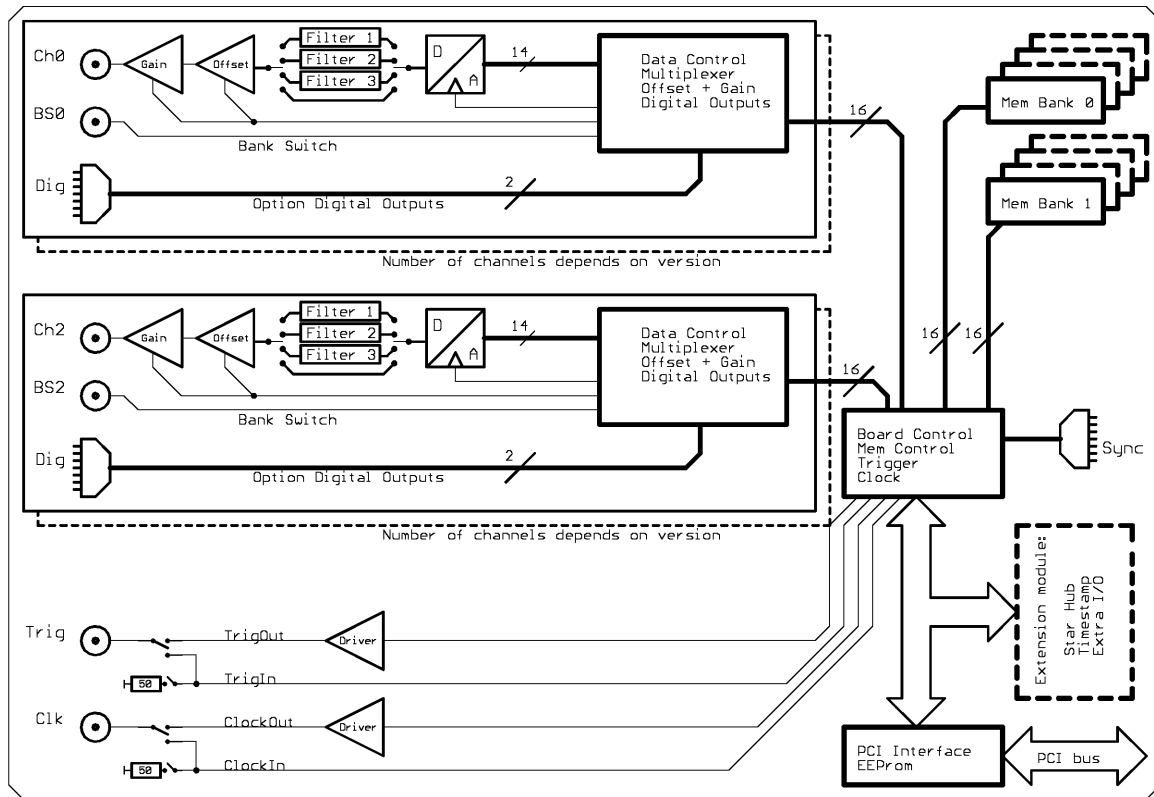 Ch0
Gain
Offset
Filter 1
Filter 2
Filter 3
D
A
14
Data Control
Multiplexer
Offset + Gain
Digital Outputs
16
BS0
Bank Switch
Dig
2
Option Digital Outputs
Number of channels depends on version
Mem Bank 0
Mem Bank 1
16
16
Ch2
Gain
Offset
Filter 1
Filter 2
Filter 3
D
A
14
Data Control
Multiplexer
Offset + Gain
Digital Outputs
16
BS2
Bank Switch
Dig
2
Option Digital Outputs
Number of channels depends on version
Board Control
Mem Control
Trigger
Clock
Sync
Extension module:
Star Hub
Timestamp
Extra I/O
Trig
TrigOut
Driver
50
TrigIn
Clk
ClockOut
Driver
50
ClockIn
PCI Interface
EEProm
PCI bus